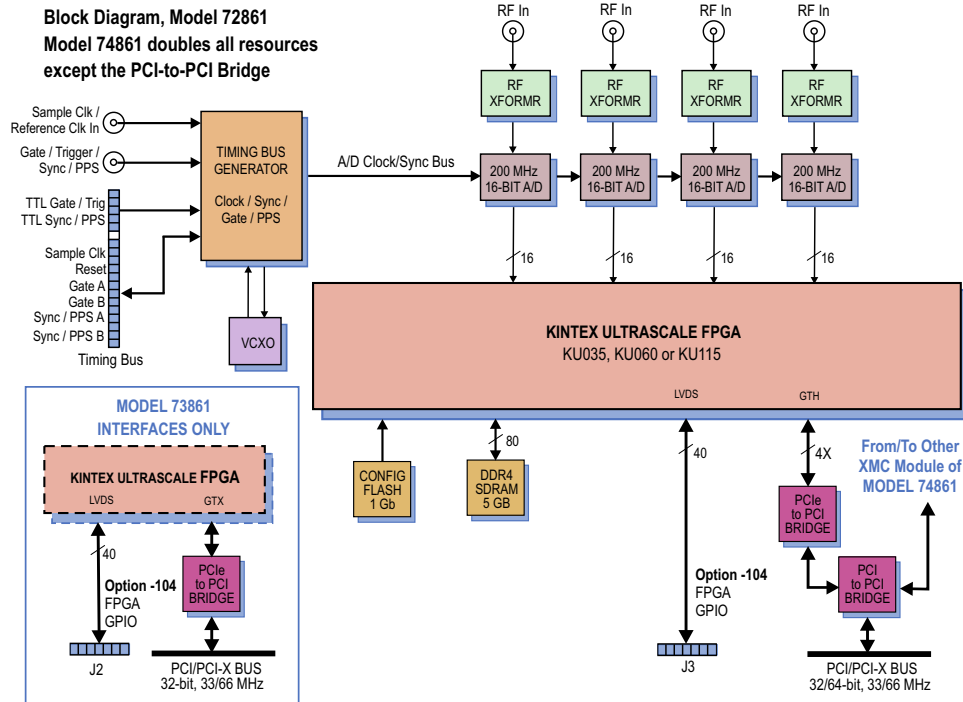 Block Diagram, Model 72861
Model 74861 doubles all resources
except the PCI-to-PCI Bridge
RF In
RF In
RF In
RF In
Sample Clk /
Reference Clk In
Gate / Trigger /
Sync / PPS
TTL Gate / Trig
TTL Sync / PPS
Sample Clk
Reset
Gate A
Gate B
Sync / PPS A
Sync / PPS B
Timing Bus
TIMING BUS
GENERATOR
Clock / Sync /
Gate / PPS
VCXO
A/D Clock/Sync Bus
RF
XFORMR
RF
XFORMR
RF
XFORMR
RF
XFORMR
200 MHz
16-BIT A/D
200 MHz
16-BIT A/D
200 MHz
16-BIT A/D
200 MHz
16-BIT A/D
16
16
16
16
KINTEX ULTRASCALE FPGA
KU035, KU060 or KU115
LVDS
GTH
MODEL 73861
INTERFACES ONLY
KINTEX ULTRASCALE FPGA
LVDS
GTX
40
Option -104
FPGA
GPIO
J2
PCIe
to PCI
BRIDGE
PCI/PCI-X BUS
32-bit, 33/66 MHz
CONFIG
FLASH
1 Gb
80
DDR4
SDRAM
5 GB
40
Option -104
FPGA
GPIO
J3
4X
PCIe
to PCI
BRIDGE
From/To Other
XMC Module of
MODEL 74861
PCI
to PCI
BRIDGE
PCI/PCI-X BUS
32/64-bit, 33/66 MHz